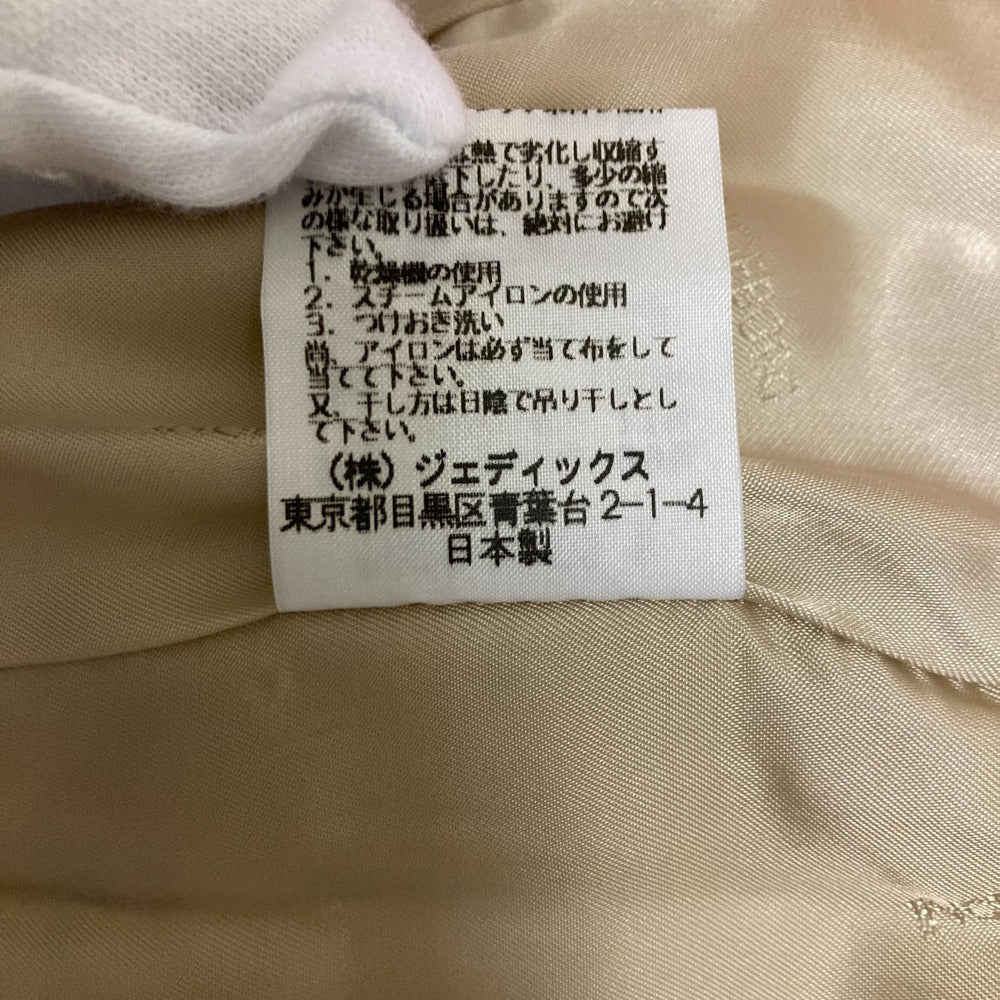 熱で劣化し収縮す
下したり、多少の縮
みが生じる場合がありますので次
の様な取り扱いは、絶対にお避け
下さい。
1. 乾燥機の使用
2. スチームアイロンの使用
3. つけおき洗い
尚、アイロンは必ず当て布をして
当てて下さい。
又、干し方は日陰で吊り干しとし
て下さい。
(株)ジェディックス
東京都目黒区青葉台2-1-4
日本製